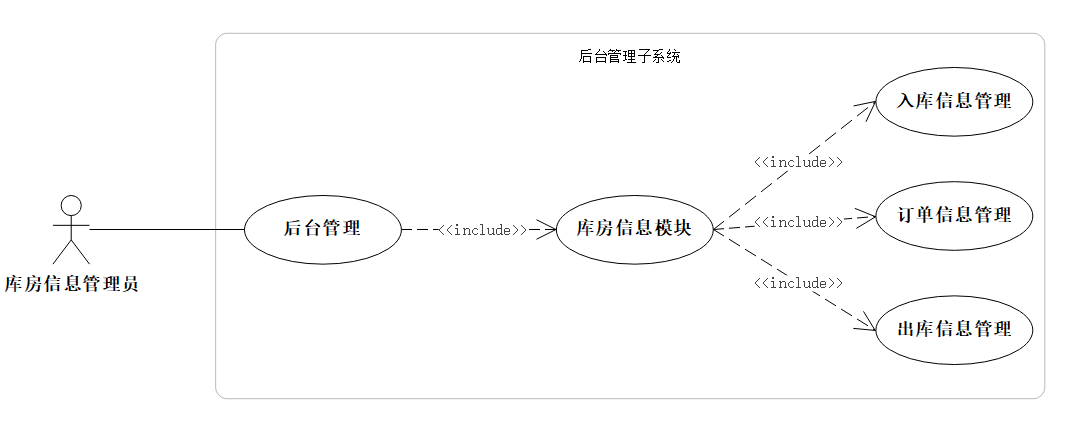 后台管理子系统
入库信息管理
<<include>>
订单信息管理
<<include>>
后台管理
<<include>>
库房信息模块
库房信息管理员
<<include>>
出库信息管理